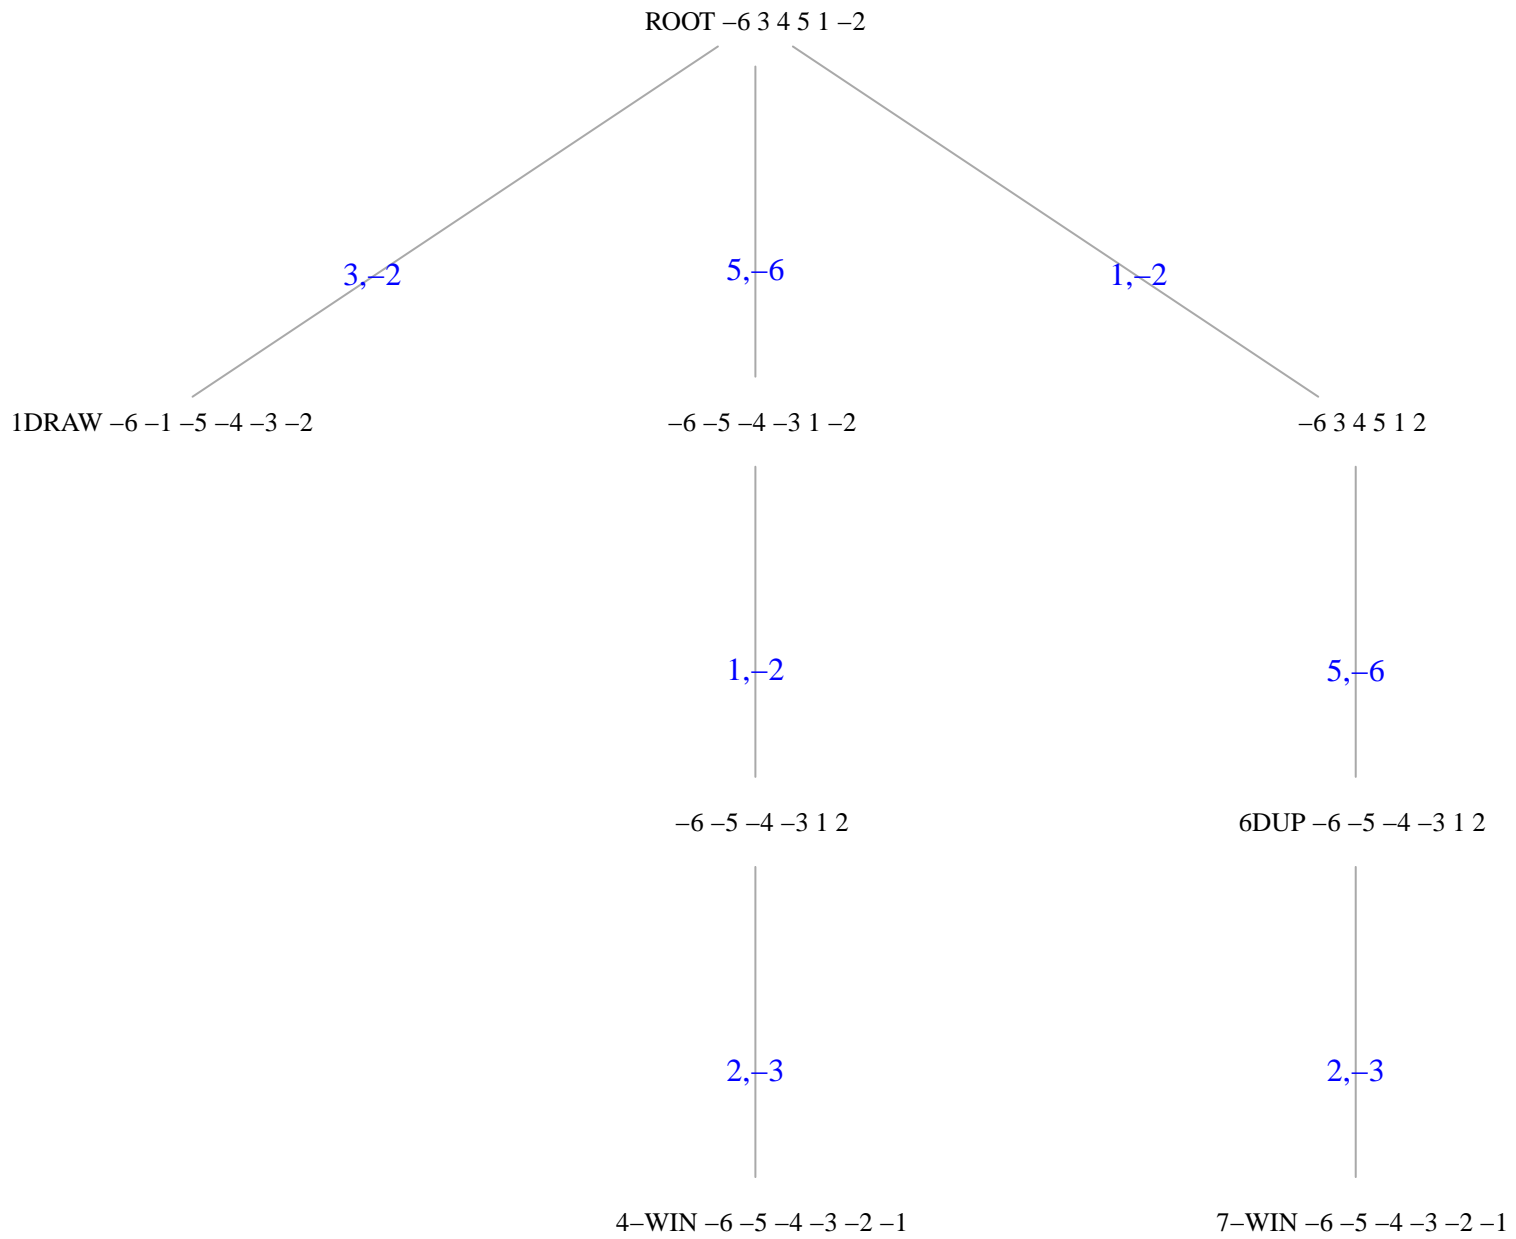 ROOT –6 3 4 5 1 –2
3,–2
5,–6
1,–2
1DRAW –6 –1 –5 –4 –3 –2
–6 –5 –4 –3 1 –2
–6 3 4 5 1 2
1,–2
5,–6
–6 –5 –4 –3 1 2
6DUP –6 –5 –4 –3 1 2
2,–3
2,–3
4–WIN –6 –5 –4 –3 –2 –1
7–WIN –6 –5 –4 –3 –2 –1